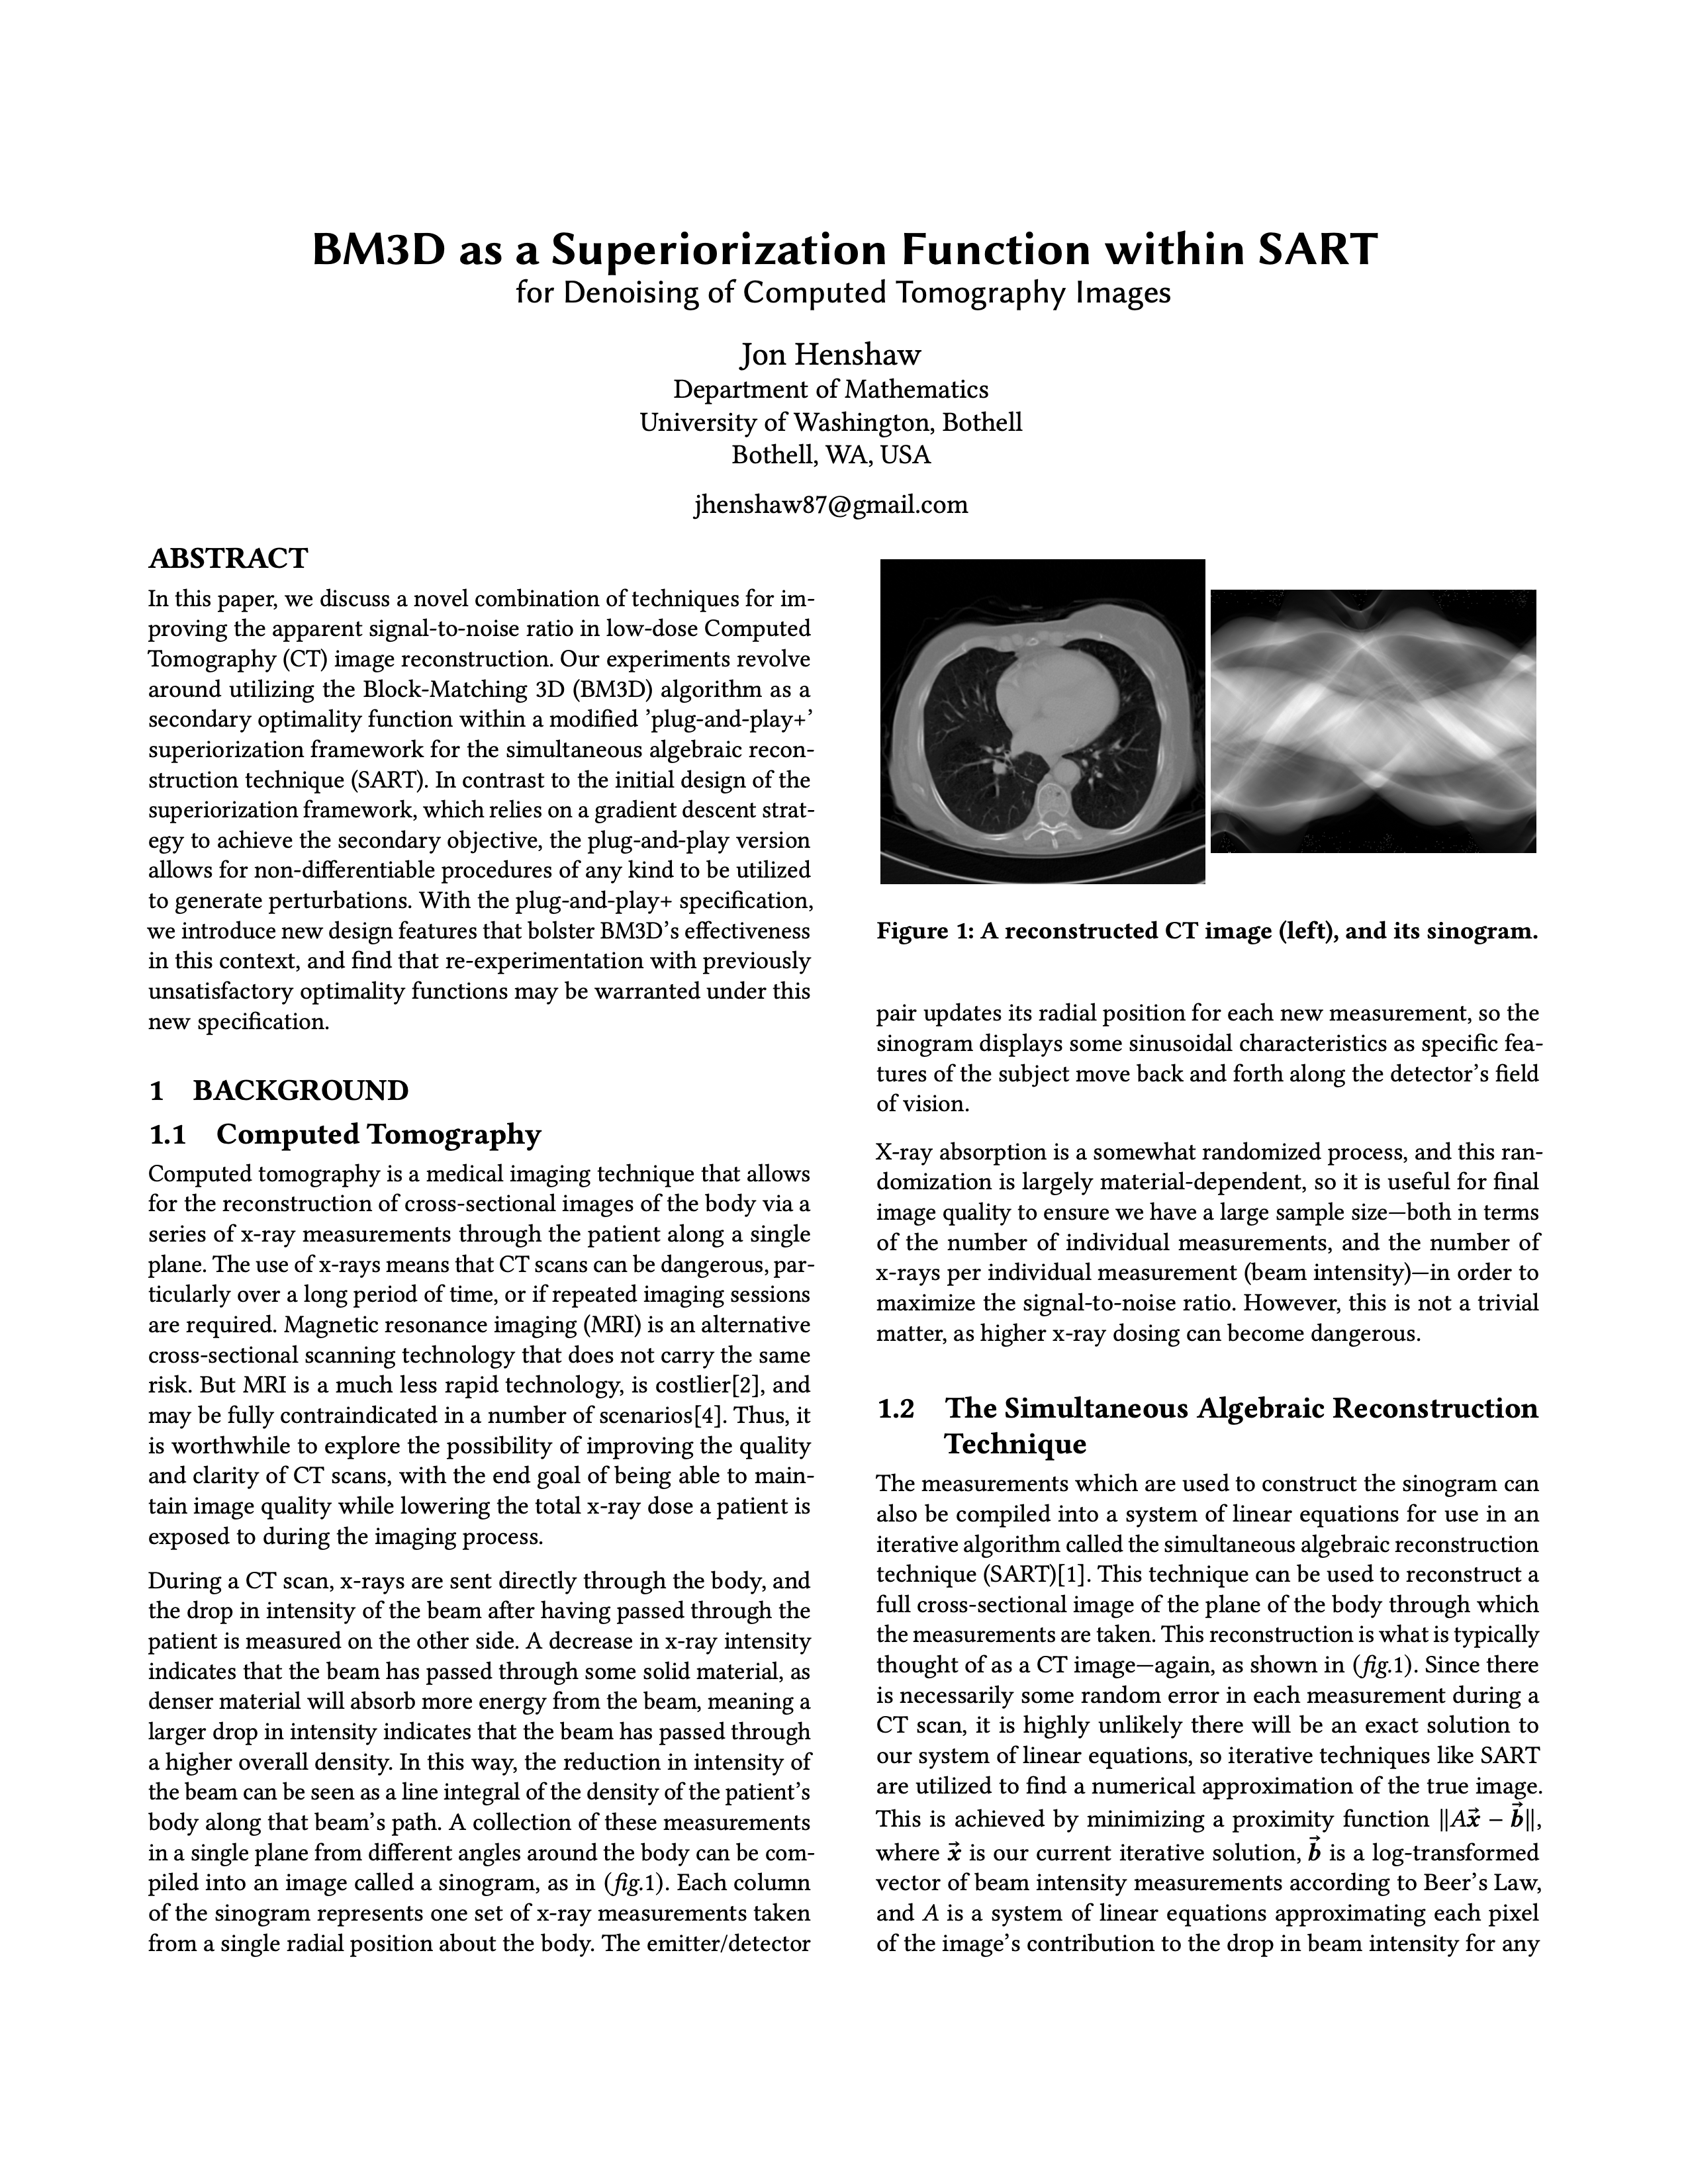 BM3D as a Superiorization Function within SART
for Denoising of Computed Tomography Images
Jon Henshaw
Department of Mathematics
University of Washington, Bothell
Bothell, WA, USA
jhenshaw87@gmail.com
ABSTRACT
In this paper, we discuss a novel combination of techniques for im-
proving the apparent signal-to-noise ratio in low-dose Computed
Tomography (CT) image reconstruction. Our experiments revolve
around utilizing the Block-Matching 3D (BM3D) algorithm as a
secondary optimality function within a modified ’plug-and-play+’
superiorization framework for the simultaneous algebraic recon-
struction technique (SART). In contrast to the initial design of the
superiorization framework, which relies on a gradient descent strat-
egy to achieve the secondary objective, the plug-and-play version
allows for non-differentiable procedures of any kind to be utilized
to generate perturbations. With the plug-and-play+ specification,
we introduce new design features that bolster BM3D’s effectiveness
in this context, and find that re-experimentation with previously
unsatisfactory optimality functions may be warranted under this
new specification.
1 BACKGROUND
1.1 Computed Tomography
Computed tomography is a medical imaging technique that allows
for the reconstruction of cross-sectional images of the body via a
series of x-ray measurements through the patient along a single
plane. The use of x-rays means that CT scans can be dangerous, par-
ticularly over a long period of time, or if repeated imaging sessions
are required. Magnetic resonance imaging (MRI) is an alternative
cross-sectional scanning technology that does not carry the same
risk. But MRI is a much less rapid technology, is costlier[2], and
may be fully contraindicated in a number of scenarios[4]. Thus, it
is worthwhile to explore the possibility of improving the quality
and clarity of CT scans, with the end goal of being able to main-
tain image quality while lowering the total x-ray dose a patient is
exposed to during the imaging process.
During a CT scan, x-rays are sent directly through the body, and
the drop in intensity of the beam after having passed through the
patient is measured on the other side. A decrease in x-ray intensity
indicates that the beam has passed through some solid material, as
denser material will absorb more energy from the beam, meaning a
larger drop in intensity indicates that the beam has passed through
a higher overall density. In this way, the reduction in intensity of
the beam can be seen as a line integral of the density of the patient’s
body along that beam’s path. A collection of these measurements
in a single plane from different angles around the body can be com-
piled into an image called a sinogram, as in (fig.1). Each column
of the sinogram represents one set of x-ray measurements taken
from a single radial position about the body. The emitter/detector
Figure 1: A reconstructed CT image (left), and its sinogram.
pair updates its radial position for each new measurement, so the
sinogram displays some sinusoidal characteristics as specific fea-
tures of the subject move back and forth along the detector’s field
of vision.
X-ray absorption is a somewhat randomized process, and this ran-
domization is largely material-dependent, so it is useful for final
image quality to ensure we have a large sample size—both in terms
of the number of individual measurements, and the number of
x-rays per individual measurement (beam intensity)—in order to
maximize the signal-to-noise ratio. However, this is not a trivial
matter, as higher x-ray dosing can become dangerous.
1.2 The Simultaneous Algebraic Reconstruction
Technique
The measurements which are used to construct the sinogram can
also be compiled into a system of linear equations for use in an
iterative algorithm called the simultaneous algebraic reconstruction
technique (SART)[1]. This technique can be used to reconstruct a
full cross-sectional image of the plane of the body through which
the measurements are taken. This reconstruction is what is typically
thought of as a CT image—again, as shown in (fig.1). Since there
is necessarily some random error in each measurement during a
CT scan, it is highly unlikely there will be an exact solution to
our system of linear equations, so iterative techniques like SART
are utilized to find a numerical approximation of the true image.
This is achieved by minimizing a proximity function ‖Ax⃗ − b⃗‖,
where x⃗ is our current iterative solution, b⃗ is a log-transformed
vector of beam intensity measurements according to Beer’s Law,
and A is a system of linear equations approximating each pixel
of the image’s contribution to the drop in beam intensity for any